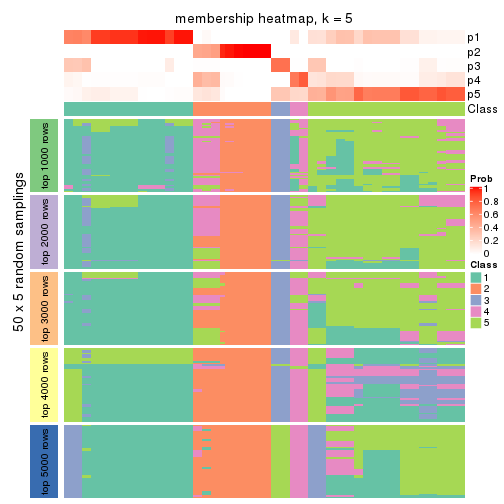 membership heatmap, k = 5
p1
p2
p3
p4
p5
Class
50 x 5 random samplings
top 1000 rows
top 2000 rows
top 3000 rows
top 4000 rows
top 5000 rows
Prob
1
0.8
0.6
0.4
0.2
0
Class
1
2
3
4
5